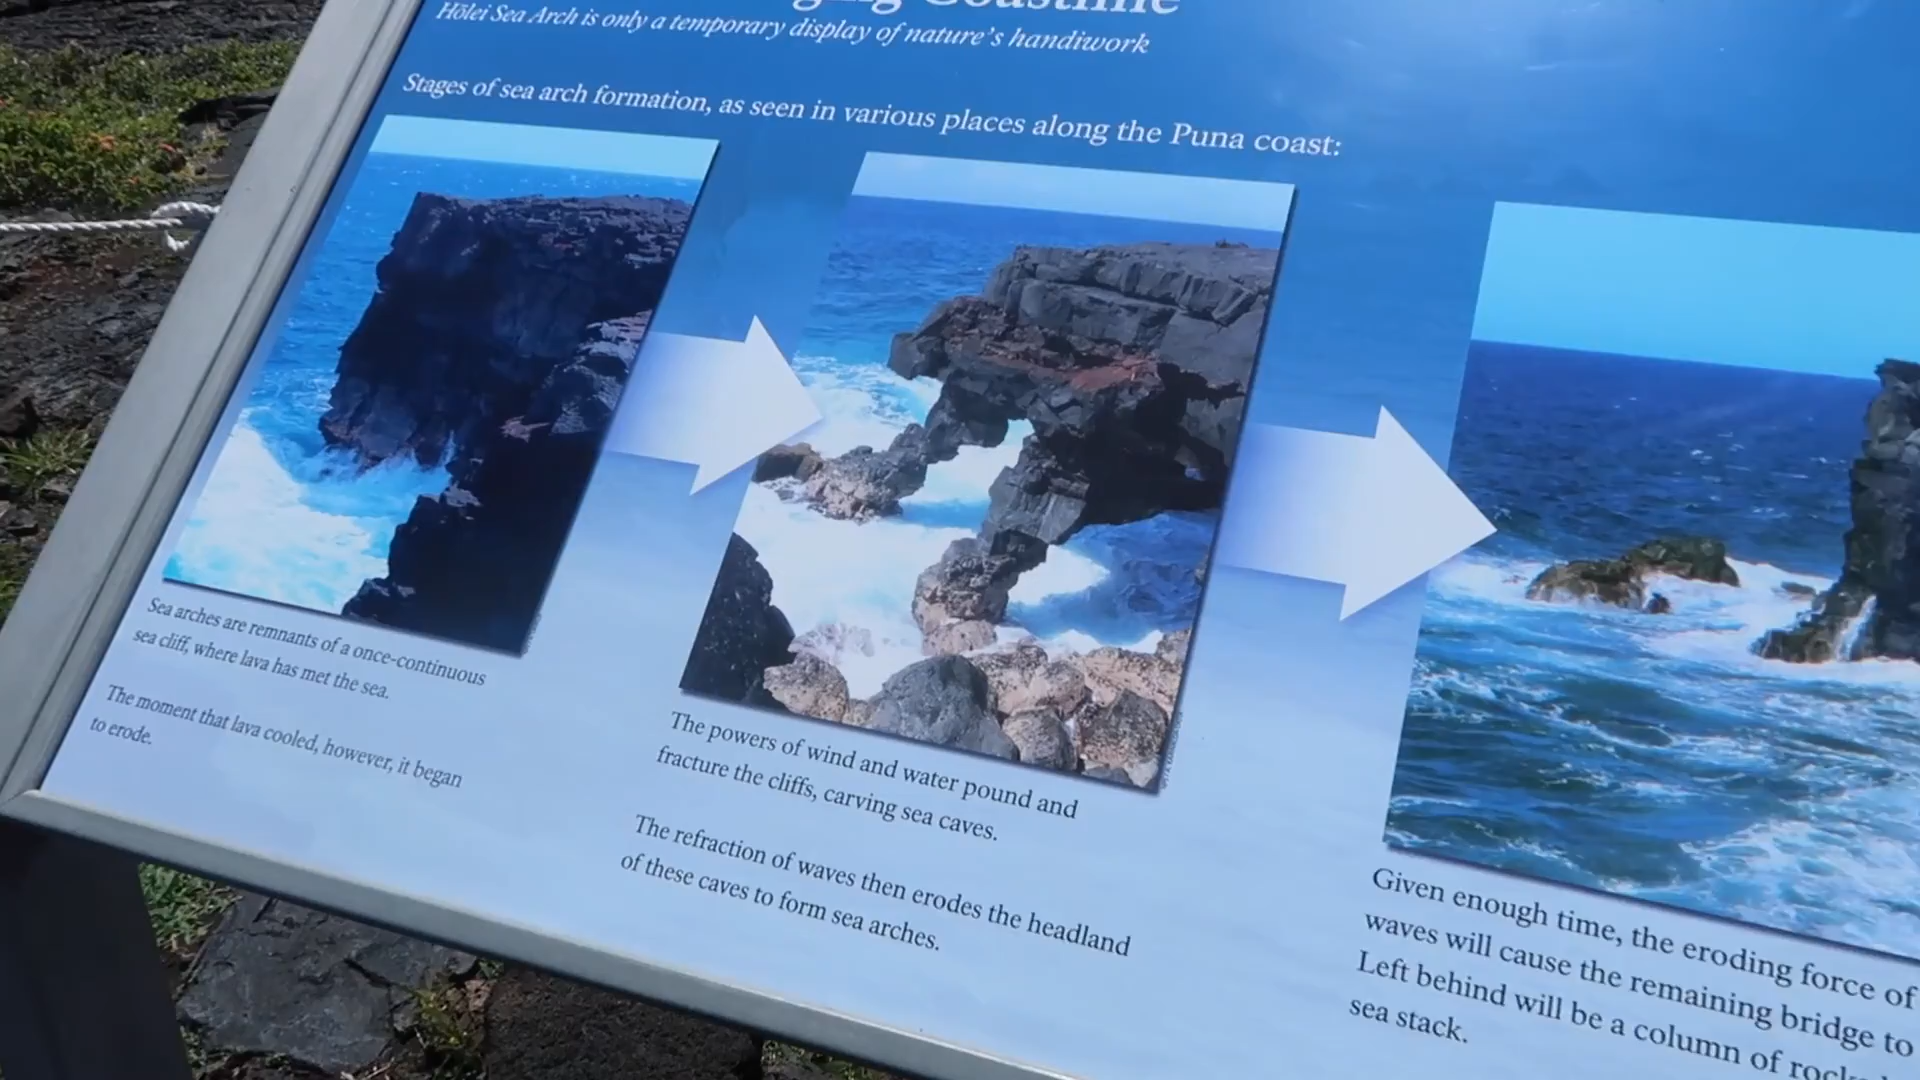 Coastline
Hōlei Sea Arch is only a temporary display of nature's handiwork
Stages of sea arch formation, as seen in various places along the Puna coast:
Sea arches are remnants of a once-continuous
sea cliff, where lava has met the sea.
The moment that lava cooled, however, it began
to erode.
The powers of wind and water pound and
fracture the cliffs, carving sea caves.
The refraction of waves then erodes the headland
of these caves to form sea arches.
Given enough time, the eroding force of
waves will cause the remaining bridge to
Left behind will be a column of
sea stack.